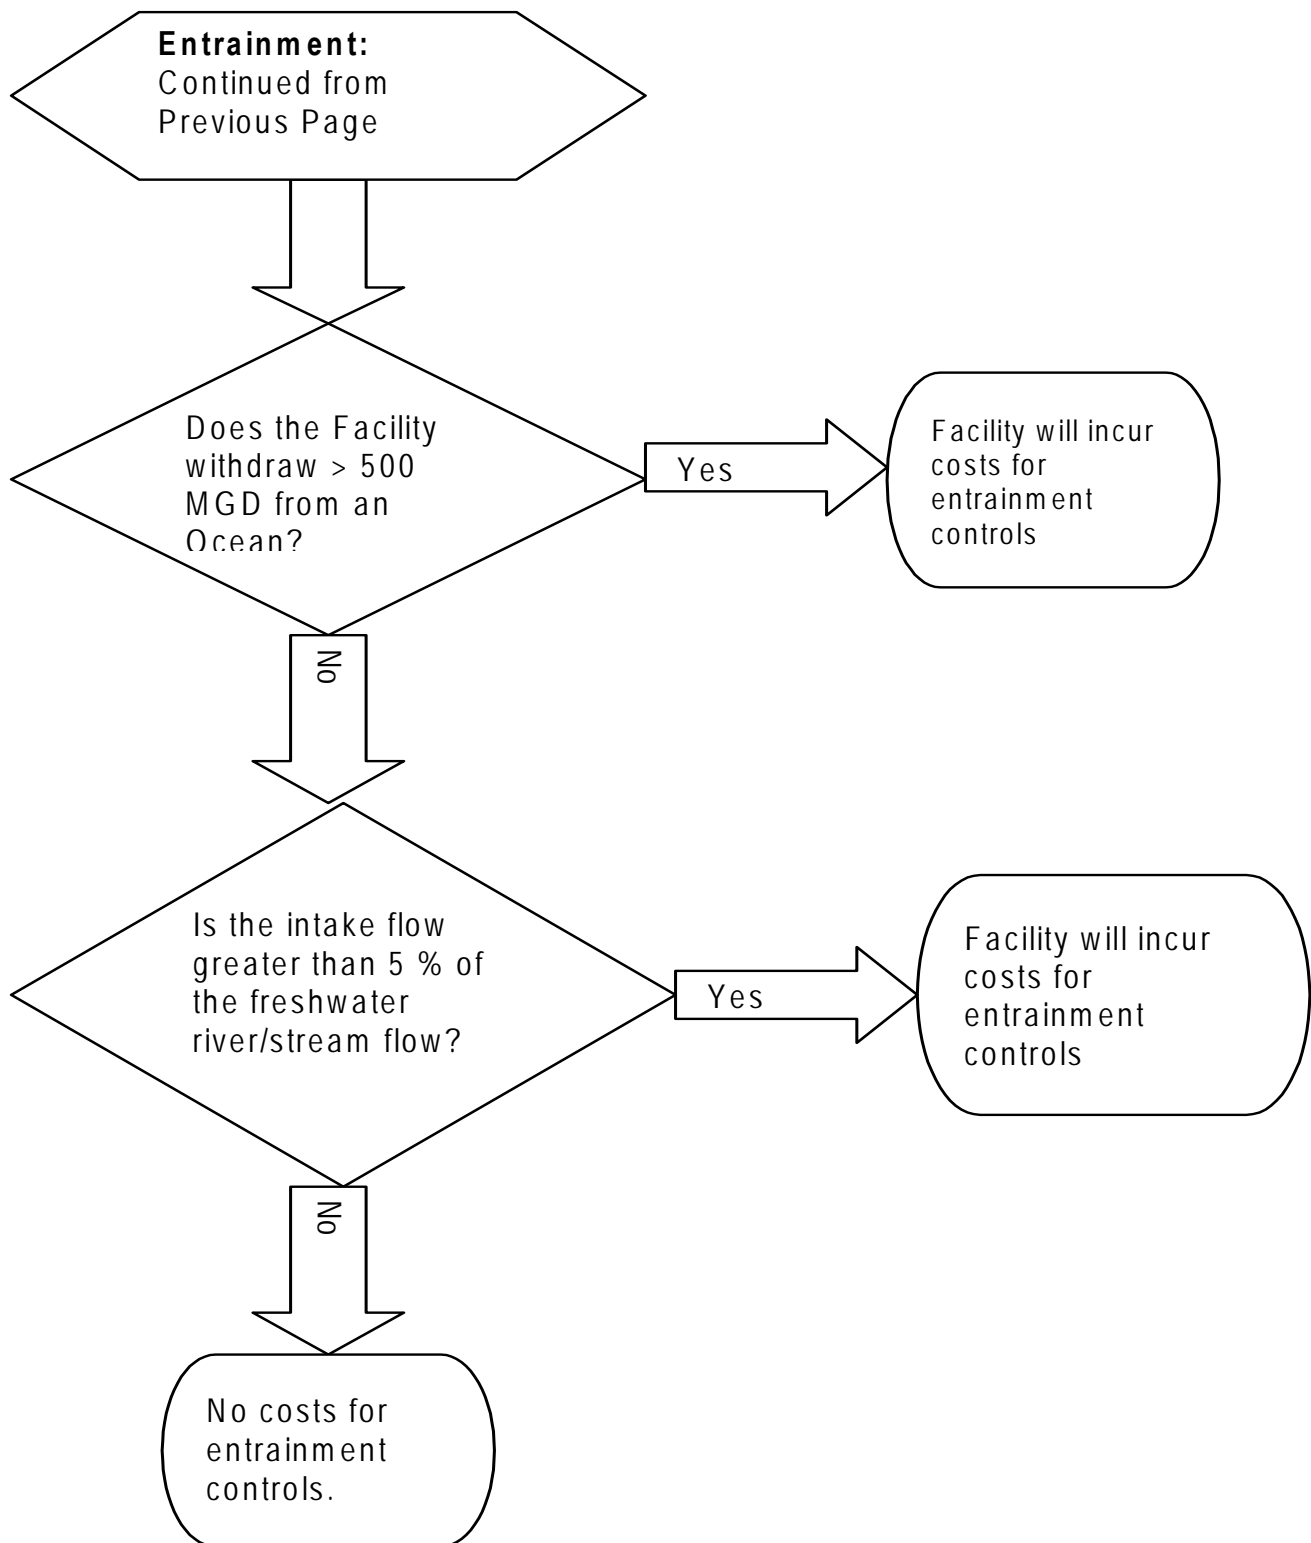 Entrainment:
Continued from
Previous Page
Does the Facility
withdraw > 500
MGD from an
Ocean?
Yes
Facility will incur
costs for
entrainment
controls
No
Is the intake flow
greater than 5 % of
the freshwater
river/stream flow?
Yes
Facility will incur
costs for
entrainment
controls
No
No costs for
entrainment
controls.